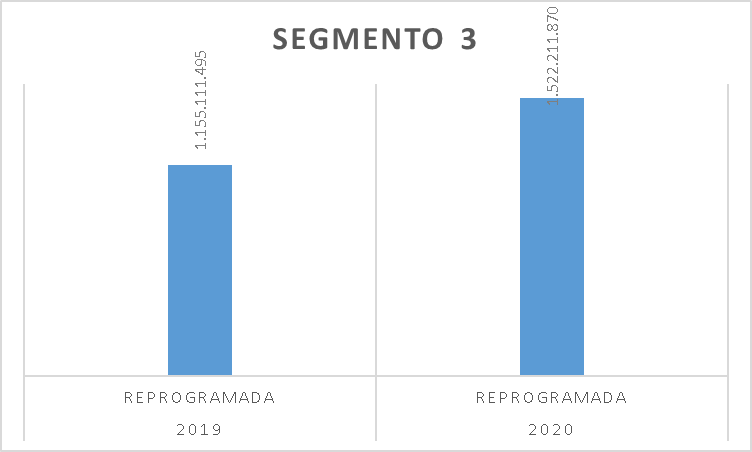 SEGMENTO 3
1.155.111.495
1.522.211.870
REPROGRAMADA
REPROGRAMADA
2019
2020